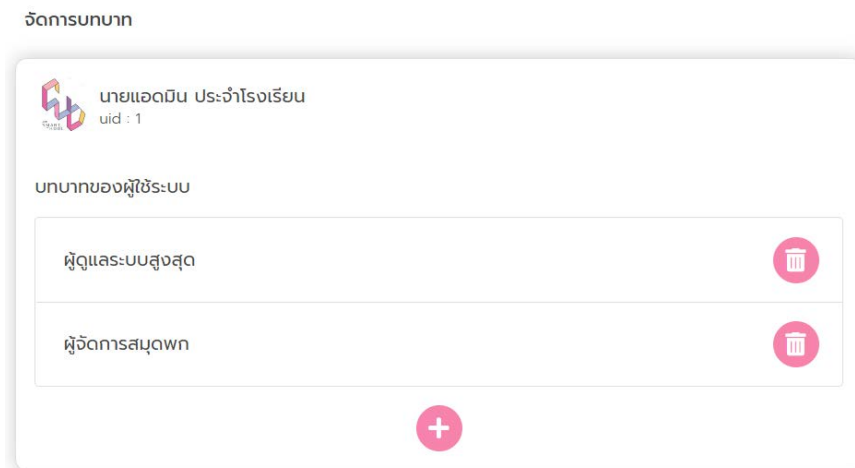 จัดการบทบาท
นายแอดมิน ประจำโรงเรียน
uid : 1
บทบาทของผู้ใช้ระบบ
ผู้ดูแลระบบสูงสุด
ผู้จัดการสมุดพก